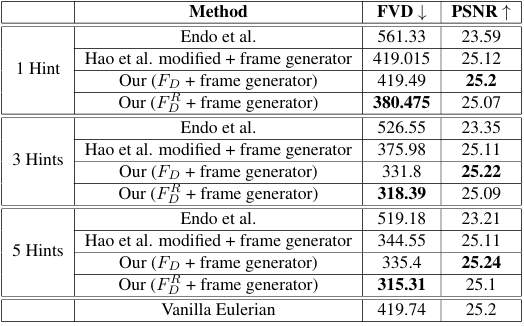 Method FVD ↓ PSNR ↑
1 Hint
Endo et al. 561.33 23.59
Hao et al. modified + frame generator 419.015 25.12
Our (F_D + frame generator) 419.49 25.2
Our (F_D^R + frame generator) 380.475 25.07
3 Hints
Endo et al. 526.55 23.35
Hao et al. modified + frame generator 375.98 25.11
Our (F_D + frame generator) 331.8 25.22
Our (F_D^R + frame generator) 318.39 25.09
5 Hints
Endo et al. 519.18 23.21
Hao et al. modified + frame generator 344.55 25.11
Our (F_D + frame generator) 335.4 25.24
Our (F_D^R + frame generator) 315.31 25.1
Vanilla Eulerian 419.74 25.2